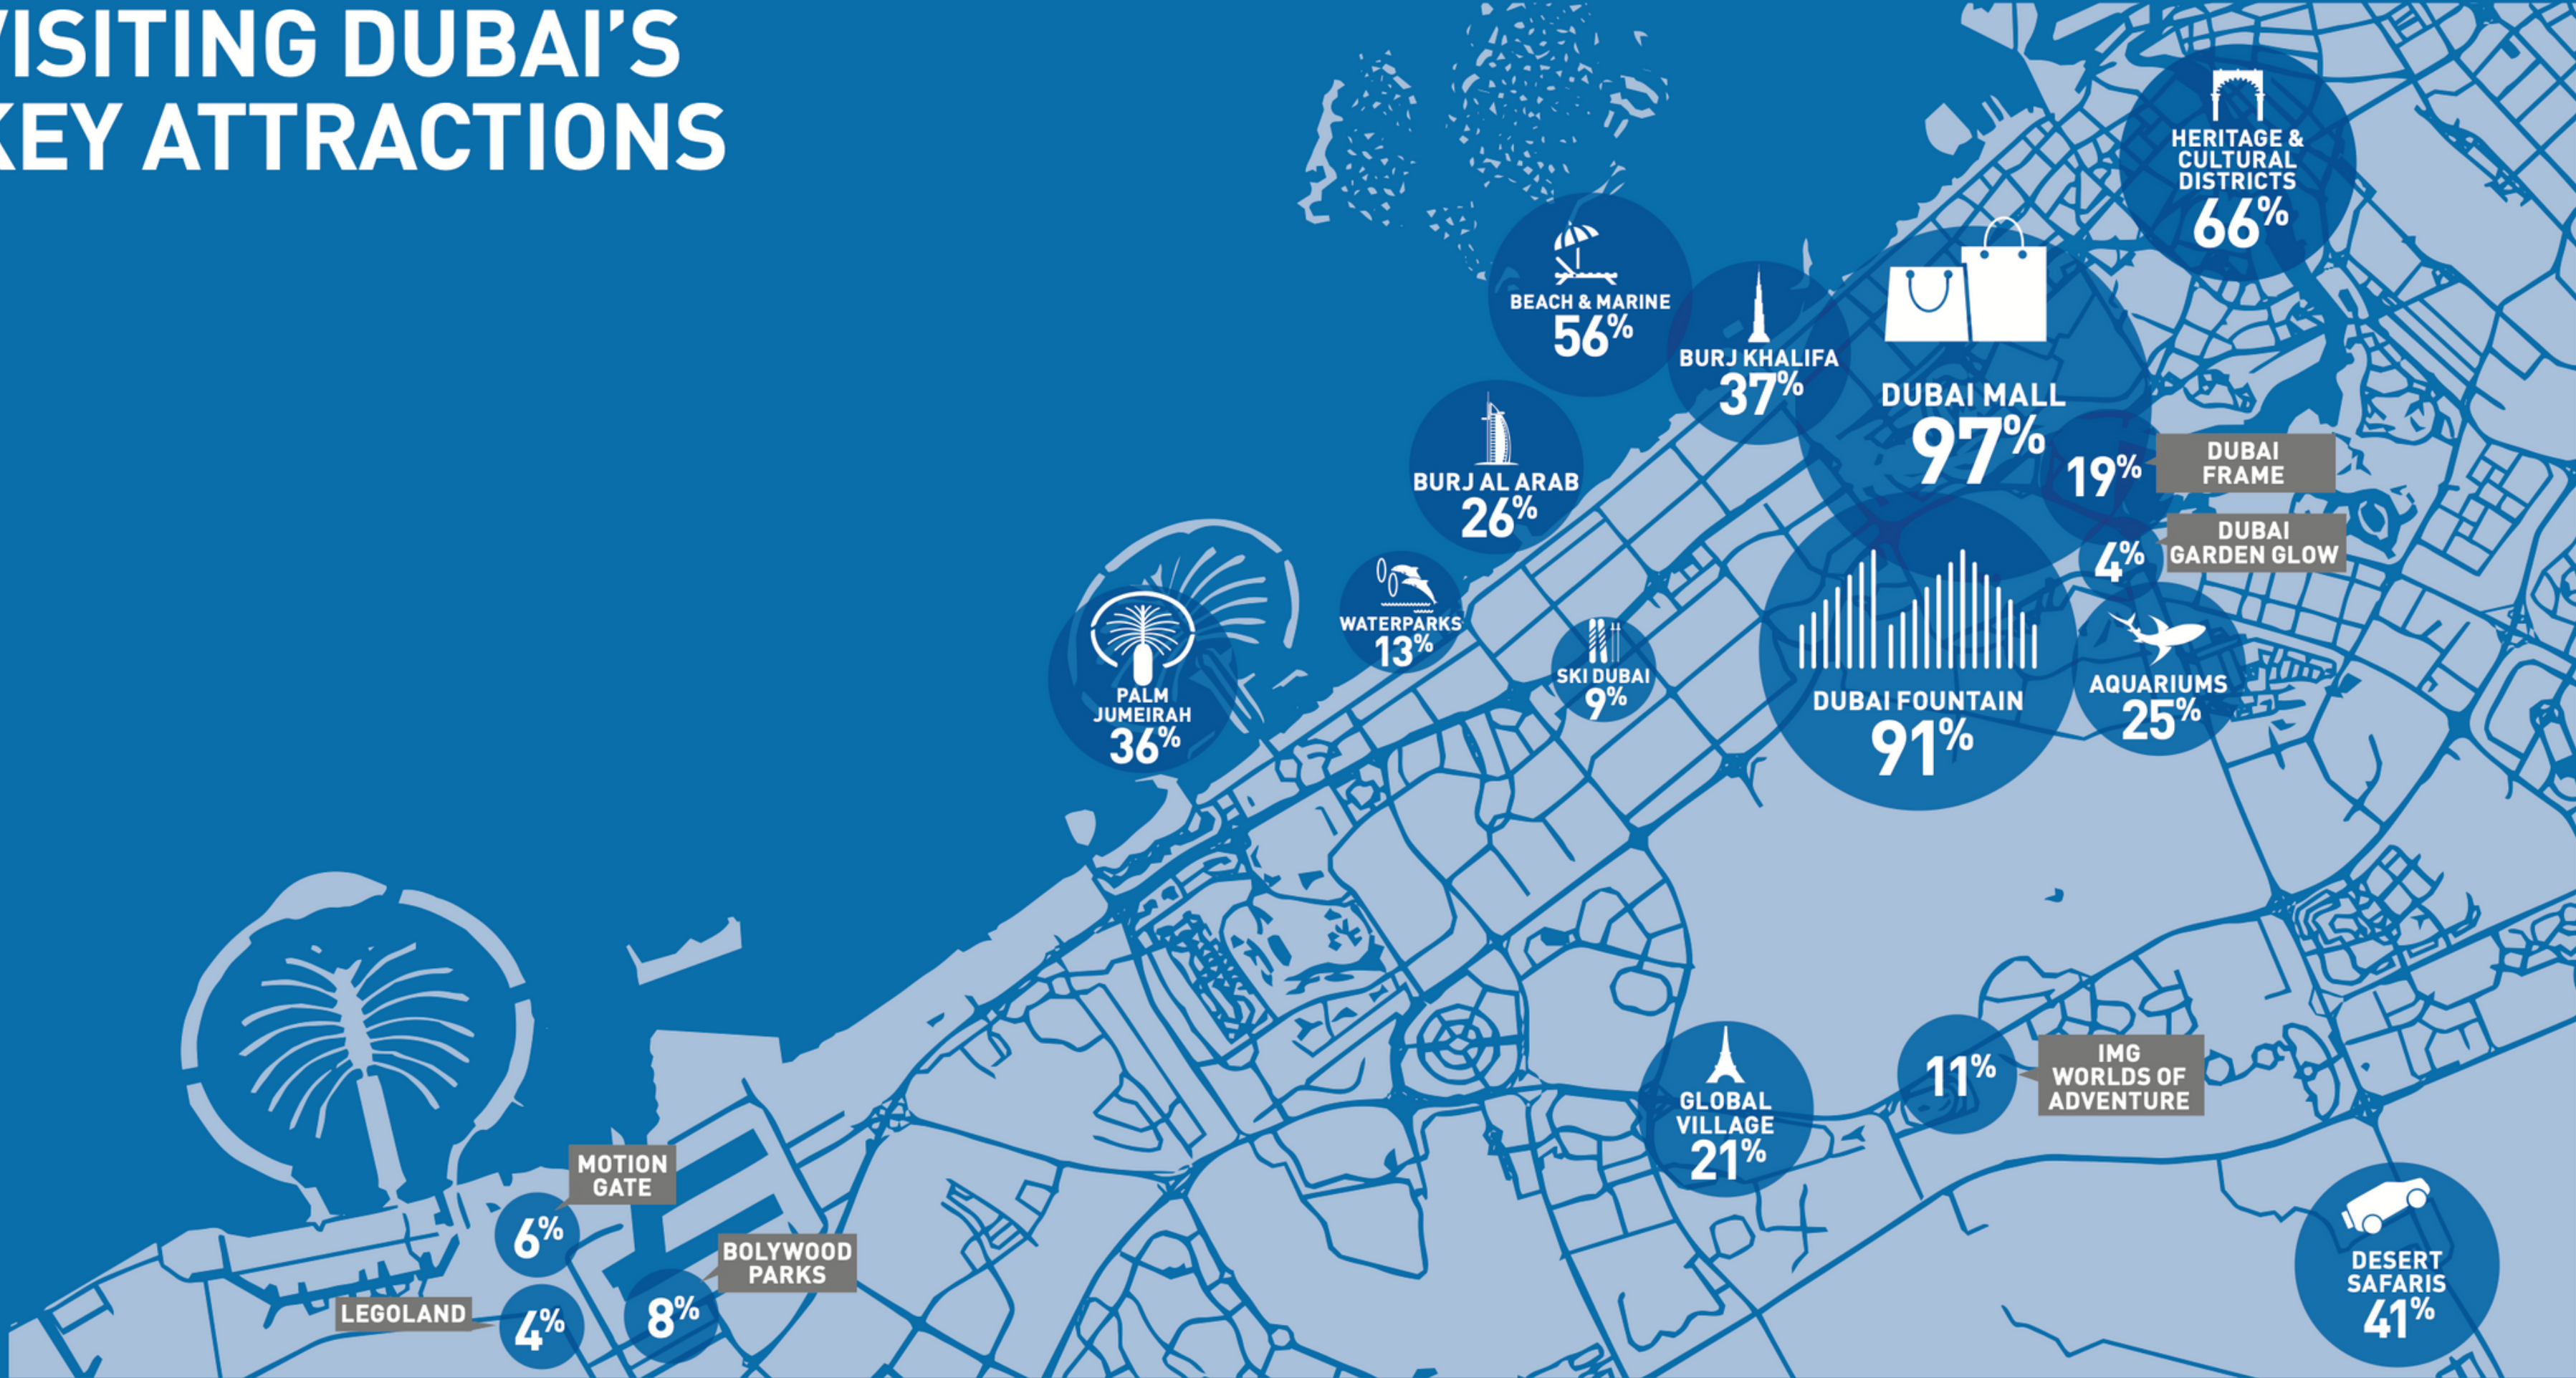 VISITING DUBAI'S
KEY ATTRACTIONS
HERITAGE &
CULTURAL
DISTRICTS
66%
BEACH & MARINE
56%
BURJ KHALIFA
37%
DUBAI MALL
97%
BURJ AL ARAB
26%
19%
DUBAI
FRAME
4%
DUBAI
GARDEN GLOW
WATERPARKS
13%
SKI DUBAI
9%
PALM
JUMEIRAH
36%
DUBAI FOUNTAIN
91%
AQUARIUMS
25%
GLOBAL
VILLAGE
21%
11%
IMG
WORLDS OF
ADVENTURE
MOTION
GATE
6%
BOLYWOOD
PARKS
8%
LEGOLAND
4%
DESERT
SAFARIS
41%